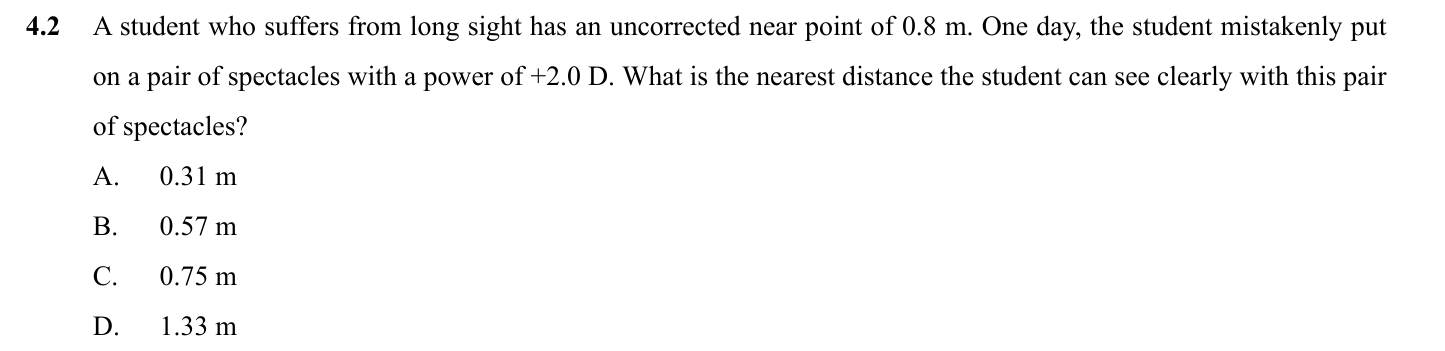 4.2 A student who suffers from long sight has an uncorrected near point of 0.8 m. One day, the student mistakenly put
on a pair of spectacles with a power of +2.0 D. What is the nearest distance the student can see clearly with this pair
of spectacles?
A. 0.31 m
B. 0.57 m
C. 0.75 m
D. 1.33 m